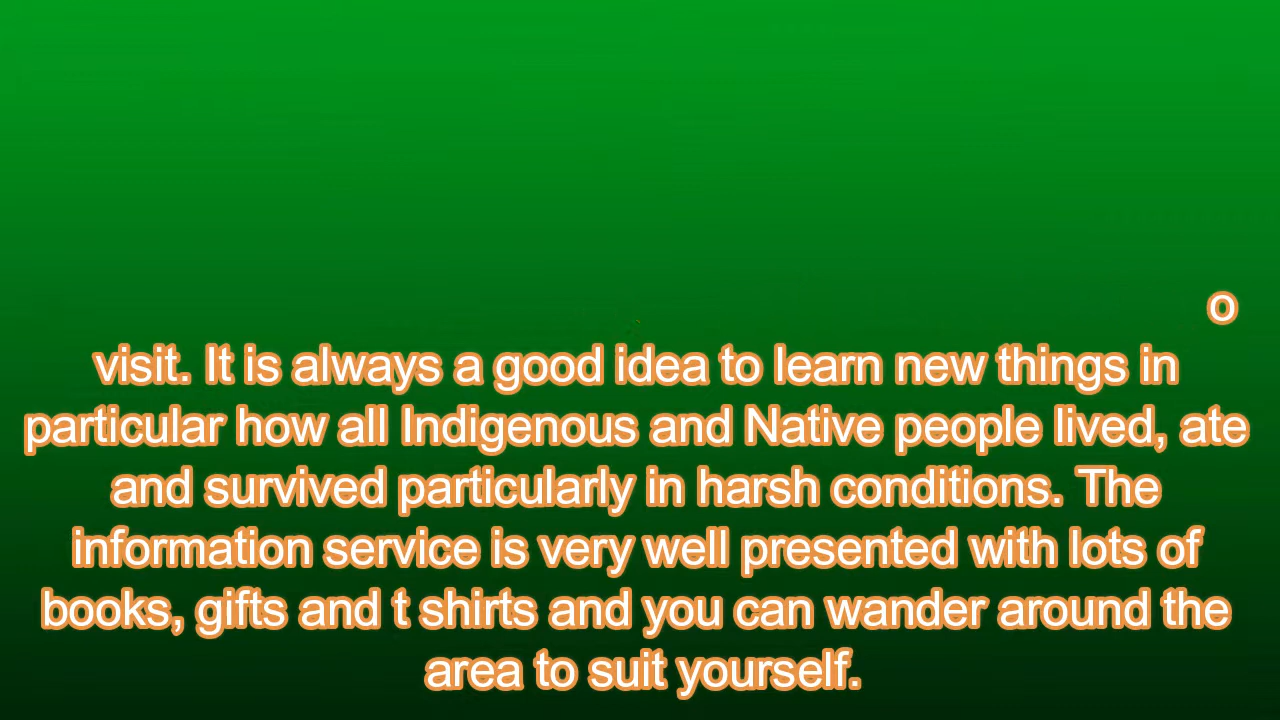 o
visit. It is always a good idea to learn new things in
particular how all Indigenous and Native people lived, ate
and survived particularly in harsh conditions. The
information service is very well presented with lots of
books, gifts and t shirts and you can wander around the
area to suit yourself.